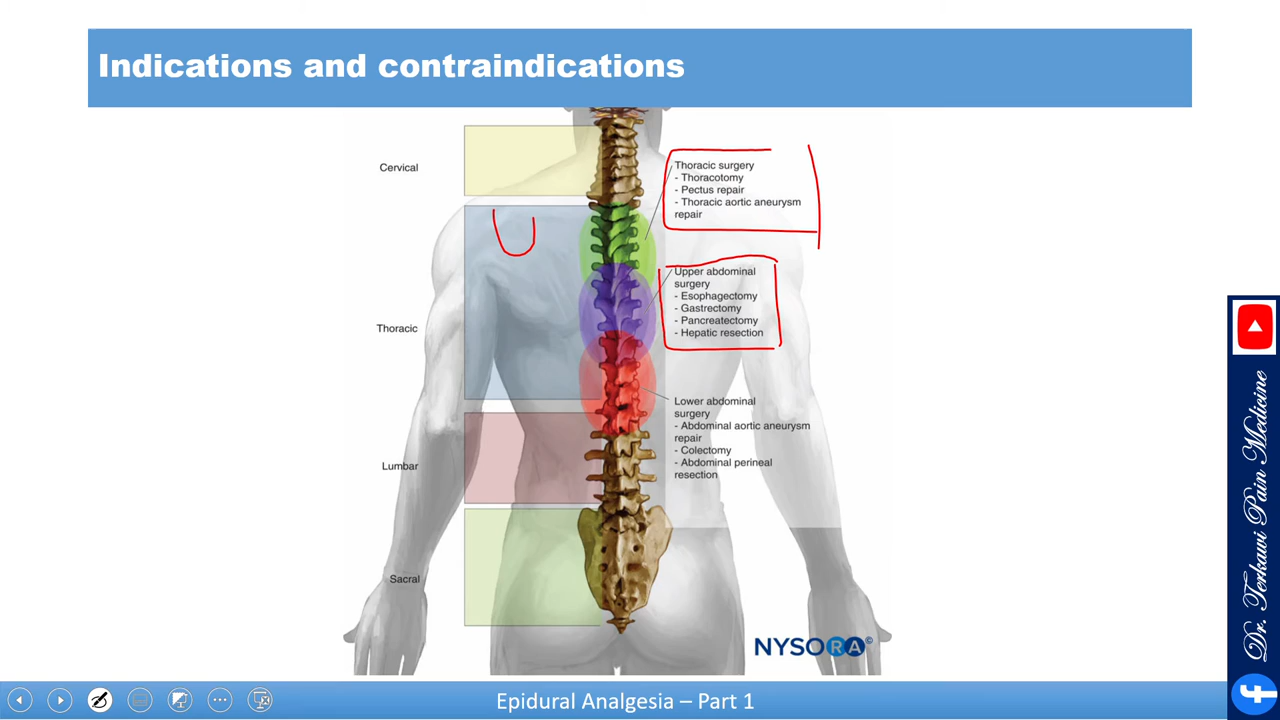 Indications and contraindications
Cervical
Thoracic
Lumbar
Sacral
Thoracic surgery
- Thoracotomy
- Pectus repair
- Thoracic aortic aneurysm
repair
Upper abdominal
surgery
- Esophagectomy
- Gastrectomy
- Pancreatectomy
- Hepatic resection
Lower abdominal
surgery
- Abdominal aortic aneurysm
repair
- Colectomy
- Abdominal perineal
resection
NYSORA©
Dr. Terkawi Pain Medicine
Epidural Analgesia – Part 1